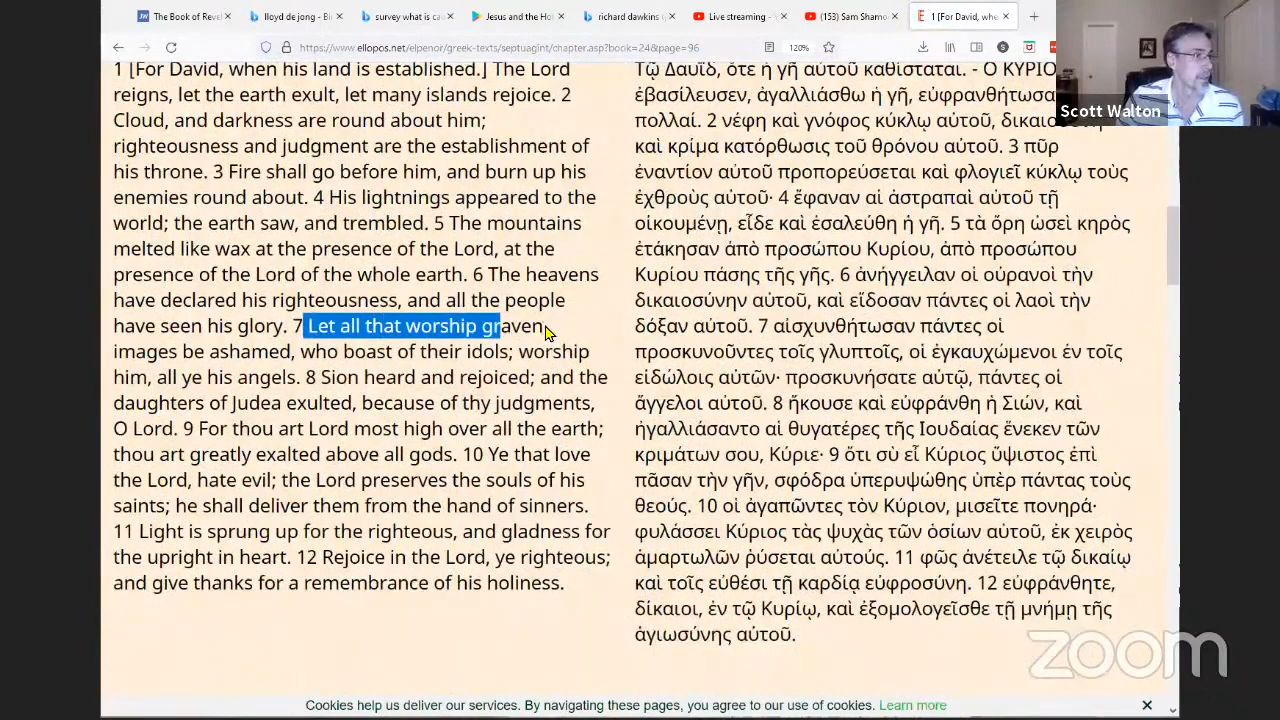 The Book of Reve
lloyd de jong - Bi
survey what is ca
Jesus and the Ho
richard dawkins
Live streaming -
(153) Sam Shamo
1 [For David, whe
https://www.ellopos.net/elpenor/greek-texts/septuagint/chapter.asp?book=24&page=96
120%
Scott Walton
1 [For David, when his land is established.] The Lord
reigns, let the earth exult, let many islands rejoice. 2
Cloud, and darkness are round about him;
righteousness and judgment are the establishment of
his throne. 3 Fire shall go before him, and burn up his
enemies round about. 4 His lightnings appeared to the
world; the earth saw, and trembled. 5 The mountains
melted like wax at the presence of the Lord, at the
presence of the Lord of the whole earth. 6 The heavens
have declared his righteousness, and all the people
have seen his glory. 7 Let all that worship graven
images be ashamed, who boast of their idols; worship
him, all ye his angels. 8 Sion heard and rejoiced; and the
daughters of Judea exulted, because of thy judgments,
O Lord. 9 For thou art Lord most high over all the earth;
thou art greatly exalted above all gods. 10 Ye that love
the Lord, hate evil; the Lord preserves the souls of his
saints; he shall deliver them from the hand of sinners.
11 Light is sprung up for the righteous, and gladness for
the upright in heart. 12 Rejoice in the Lord, ye righteous;
and give thanks for a remembrance of his holiness.
Τῷ Δαυΐδ, ὅτε ἡ γῆ αὐτοῦ καθίσταται. - Ο ΚΥΡΙΟ
ἐβασίλευσεν, ἀγαλλιάσθω ἡ γῆ, εὐφρανθήτωσα
πολλαί. 2 νέφη καὶ γνόφος κύκλῳ αὐτοῦ, δικαιοσύνη
καὶ κρίμα κατόρθωσις τοῦ θρόνου αὐτοῦ. 3 πῦρ
ἐναντίον αὐτοῦ προπορεύσεται καὶ φλογιεῖ κύκλῳ τοὺς
ἐχθροὺς αὐτοῦ· 4 ἔφαναν αἱ ἀστραπαὶ αὐτοῦ τῇ
οἰκουμένῃ, εἶδε καὶ ἐσαλεύθη ἡ γῆ. 5 τὰ ὄρη ὡσεὶ κηρὸς
ἐτάκησαν ἀπὸ προσώπου Κυρίου, ἀπὸ προσώπου
Κυρίου πάσης τῆς γῆς. 6 ἀνήγγειλαν οἱ οὐρανοὶ τὴν
δικαιοσύνην αὐτοῦ, καὶ εἴδοσαν πάντες οἱ λαοὶ τὴν
δόξαν αὐτοῦ. 7 αἰσχυνθήτωσαν πάντες οἱ
προσκυνοῦντες τοῖς γλυπτοῖς, οἱ ἐγκαυχώμενοι ἐν τοῖς
εἰδώλοις αὐτῶν· προσκυνήσατε αὐτῷ, πάντες οἱ
ἄγγελοι αὐτοῦ. 8 ἤκουσε καὶ εὐφράνθη ἡ Σιών, καὶ
ἠγαλλιάσαντο αἱ θυγατέρες τῆς Ιουδαίας ἕνεκεν τῶν
κριμάτων σου, Κύριε· 9 ὅτι σὺ εἶ Κύριος ὕψιστος ἐπὶ
πᾶσαν τὴν γῆν, σφόδρα ὑπερυψώθης ὑπὲρ πάντας τοὺς
θεούς. 10 οἱ ἀγαπῶντες τὸν Κύριον, μισεῖτε πονηρά·
φυλάσσει Κύριος τὰς ψυχὰς τῶν ὁσίων αὐτοῦ, ἐκ χειρὸς
ἁμαρτωλῶν ῥύσεται αὐτούς. 11 φῶς ἀνέτειλε τῷ δικαίῳ
καὶ τοῖς εὐθέσι τῇ καρδίᾳ εὐφροσύνη. 12 εὐφράνθητε,
δίκαιοι, ἐν τῷ Κυρίῳ, καὶ ἐξομολογεῖσθε τῇ μνήμῃ τῆς
ἁγιωσύνης αὐτοῦ.
zoom
Cookies help us deliver our services. By navigating these pages, you agree to our use of cookies. Learn more